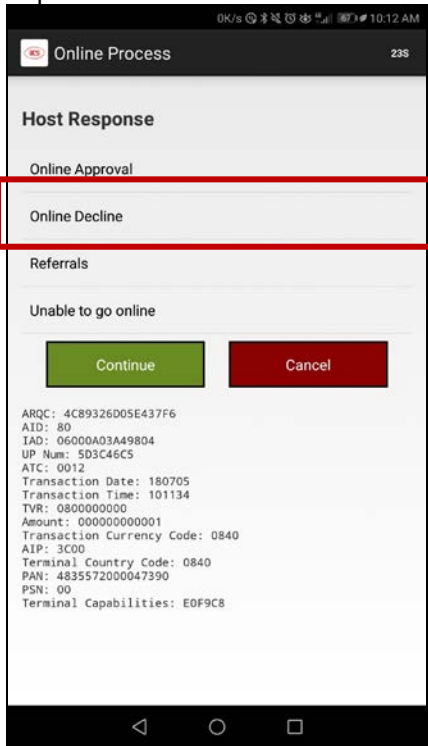 0K/s 67% 10:12 AM
Online Process 23S
Host Response
Online Approval
Online Decline
Referrals
Unable to go online
Continue Cancel
ARQC: 4C89326D05E437F6
AID: 80
IAD: 06000A03A49804
UP Num: 5D3C46C5
ATC: 0012
Transaction Date: 180705
Transaction Time: 101134
TVR: 0800000000
Amount: 000000000001
Transaction Currency Code: 0840
AIP: 3C00
Terminal Country Code: 0840
PAN: 4835572000047390
PSN: 00
Terminal Capabilities: E0F9C8